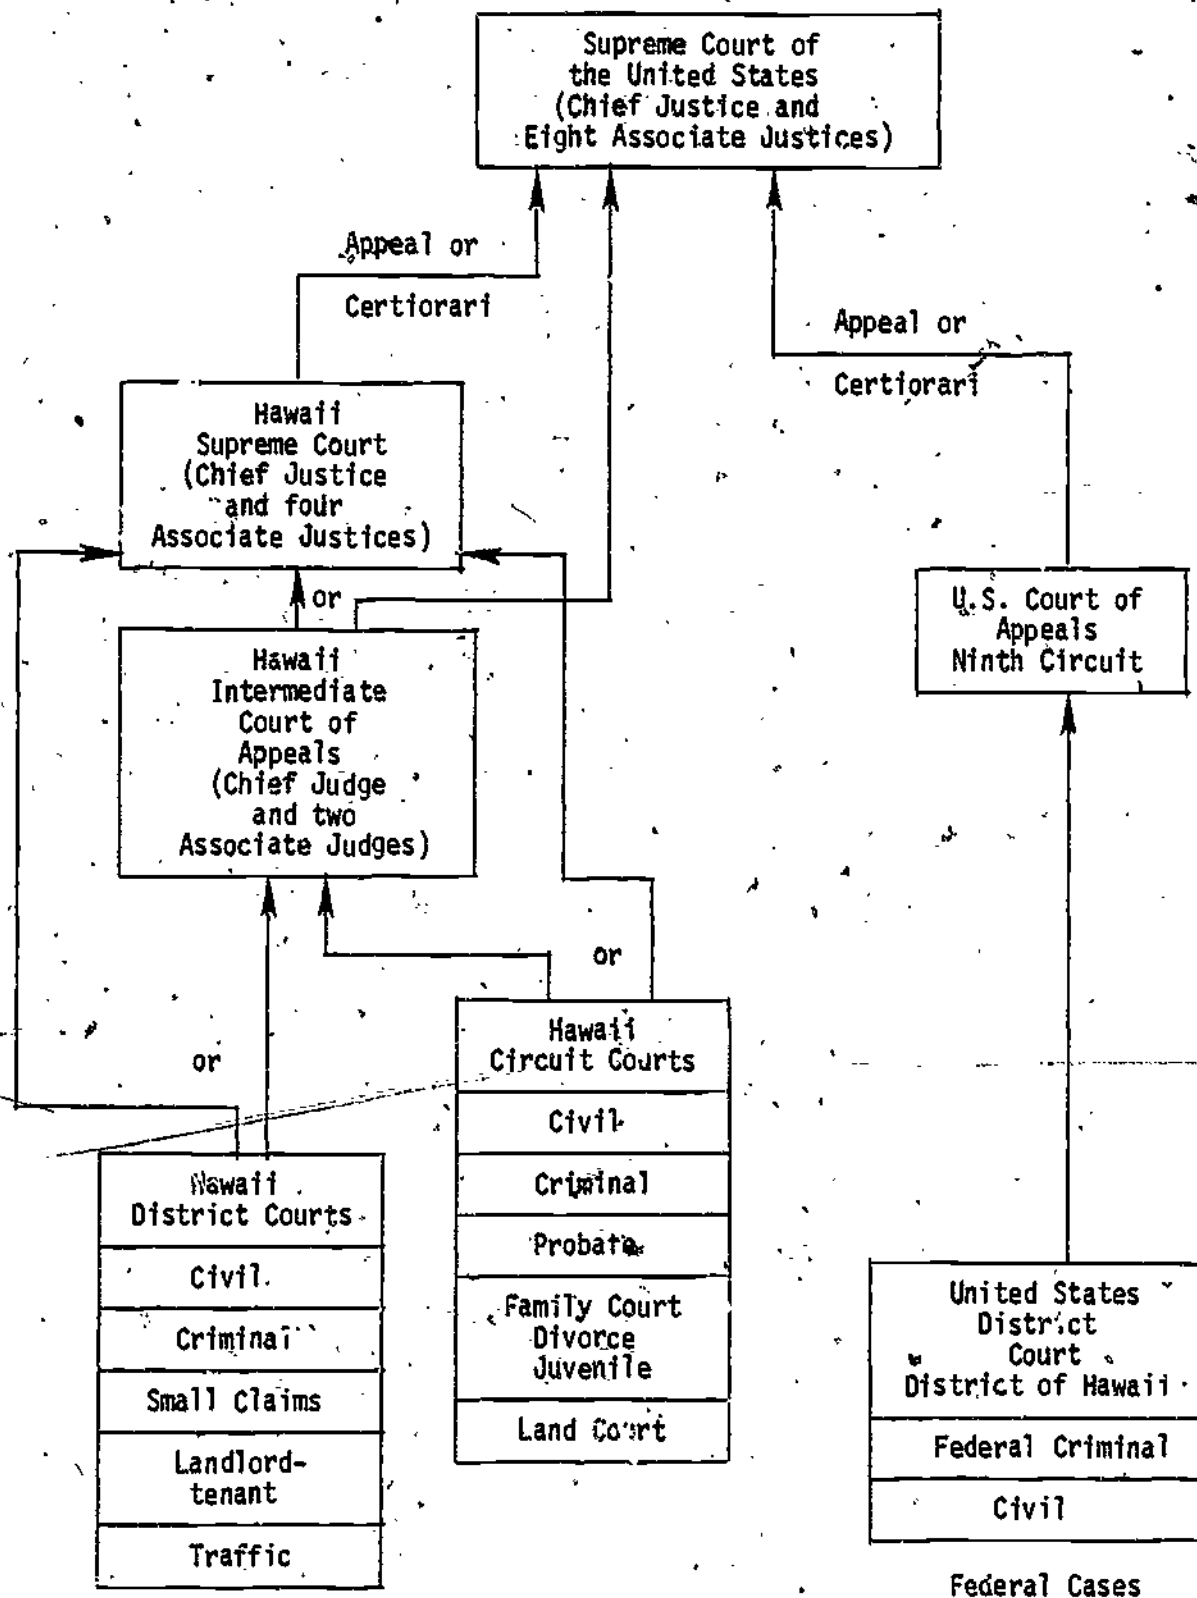 Supreme Court of
the United States
(Chief Justice and
Eight Associate Justices)
Appeal or
Certiorari
Appeal or
Certiorari
Hawaii
Supreme Court
(Chief Justice
and four
Associate Justices)
or
U.S. Court of
Appeals
Ninth Circuit
Hawaii
Intermediate
Court of
Appeals
(Chief Judge
and two
Associate Judges)
or
or
Hawaii
Circuit Courts
Civil
Criminal
Probate
Family Court
Divorce
Juvenile
Land Court
Hawaii
District Courts
Civil
Criminal
Small Claims
Landlord-
tenant
Traffic
United States
District
Court
District of Hawaii
Federal Criminal
Civil
Federal Cases